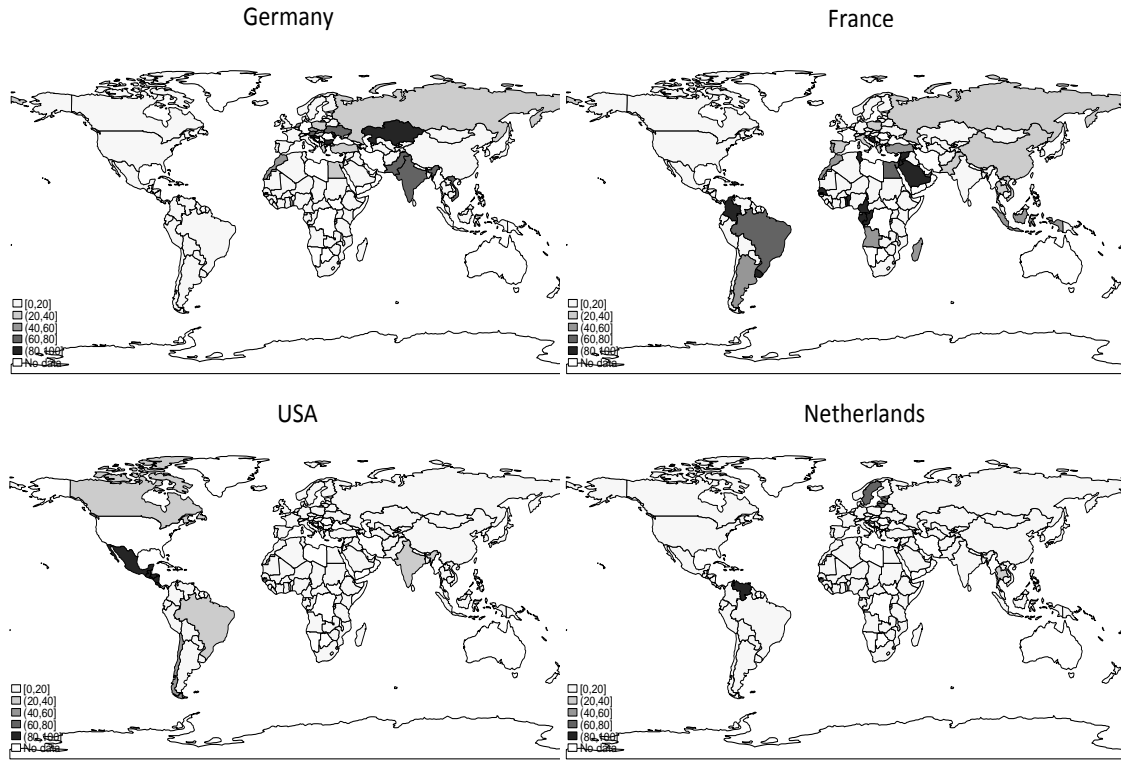 Germany
France
[0,20]
(20,40]
(40,60]
(60,80]
(80,100]
No data
[0,20]
(20,40]
(40,60]
(60,80]
(80,100]
No data
USA
Netherlands
[0,20]
(20,40]
(40,60]
(60,80]
(80,100]
No data
[0,20]
(20,40]
(40,60]
(60,80]
(80,100]
No data